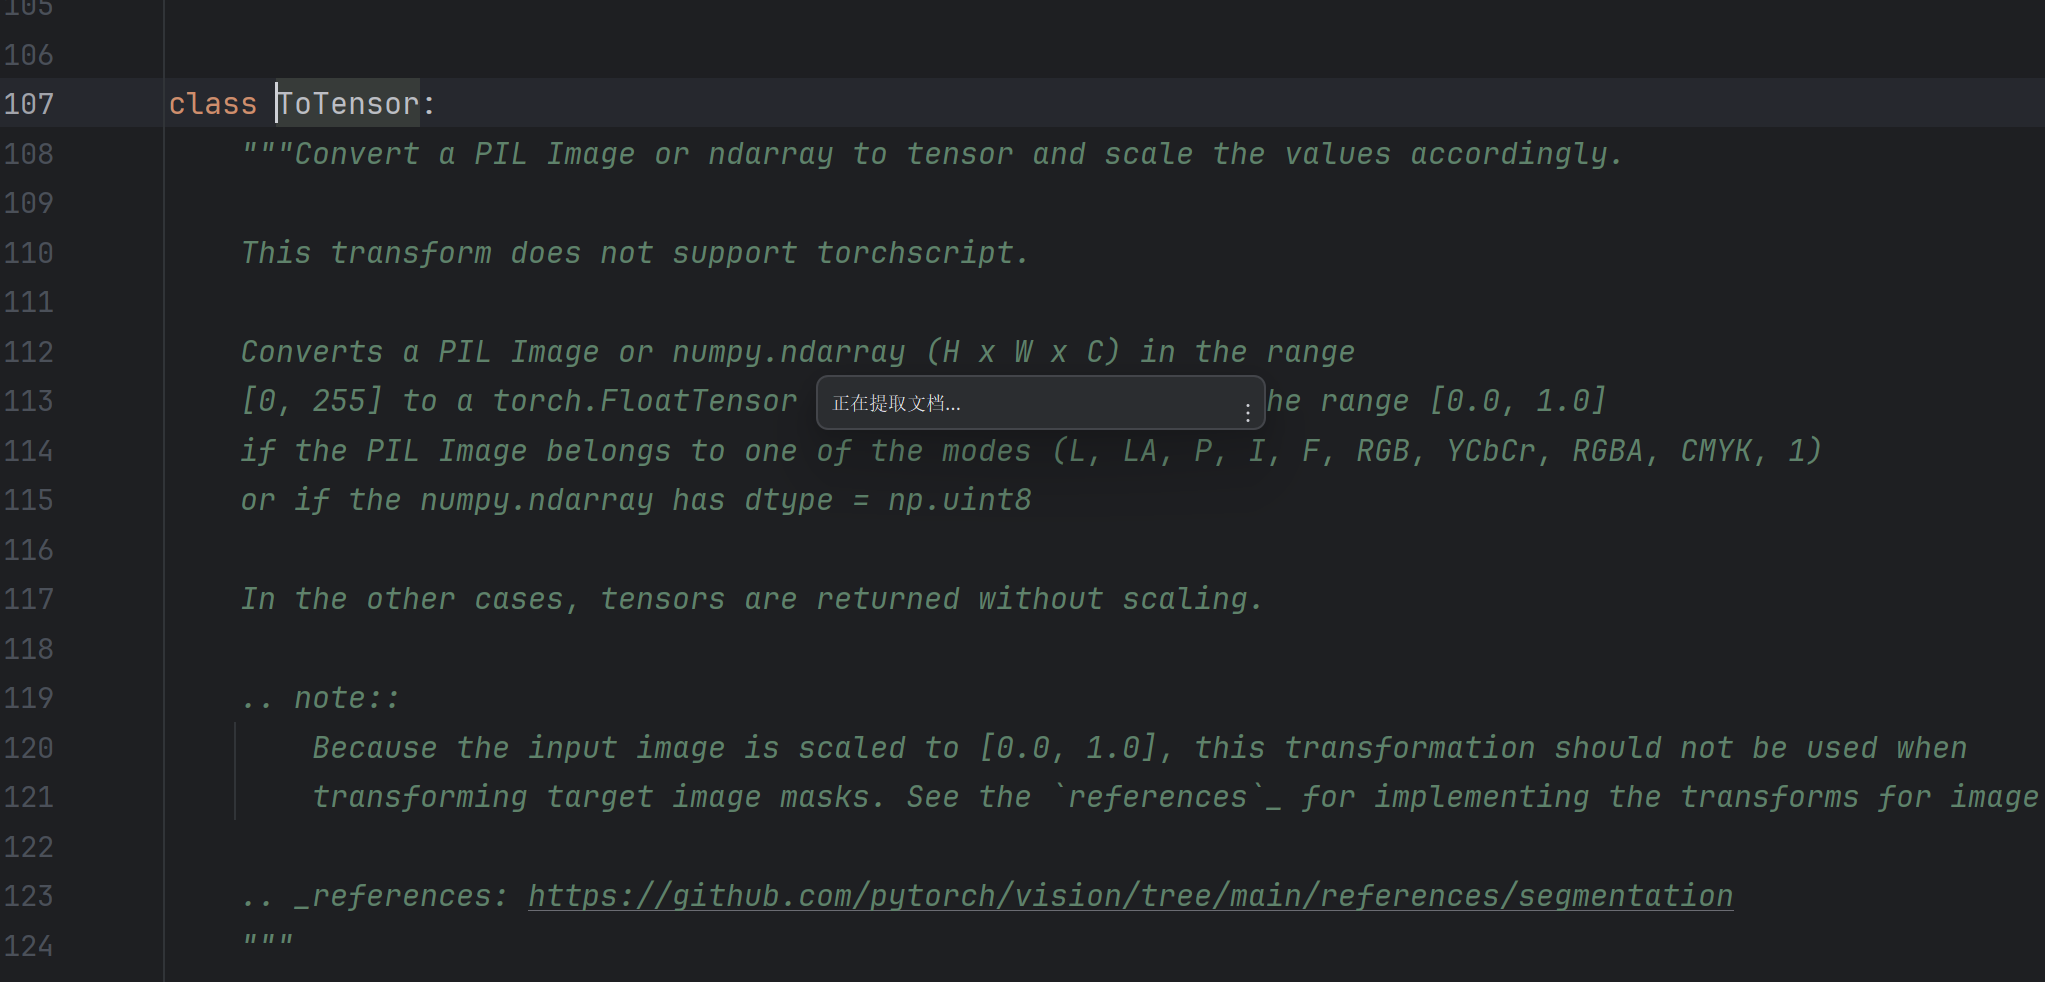 105
106
107 class ToTensor:
108 """Convert a PIL Image or ndarray to tensor and scale the values accordingly.
109
110 This transform does not support torchscript.
111
112 Converts a PIL Image or numpy.ndarray (H x W x C) in the range
113 [0, 255] to a torch.FloatTensor he range [0.0, 1.0]
正在提取文档...
114 if the PIL Image belongs to one of the modes (L, LA, P, I, F, RGB, YCbCr, RGBA, CMYK, 1)
115 or if the numpy.ndarray has dtype = np.uint8
116
117 In the other cases, tensors are returned without scaling.
118
119 .. note::
120 Because the input image is scaled to [0.0, 1.0], this transformation should not be used when
121 transforming target image masks. See the `references`_ for implementing the transforms for image
122
123 .. _references: https://github.com/pytorch/vision/tree/main/references/segmentation
124 """